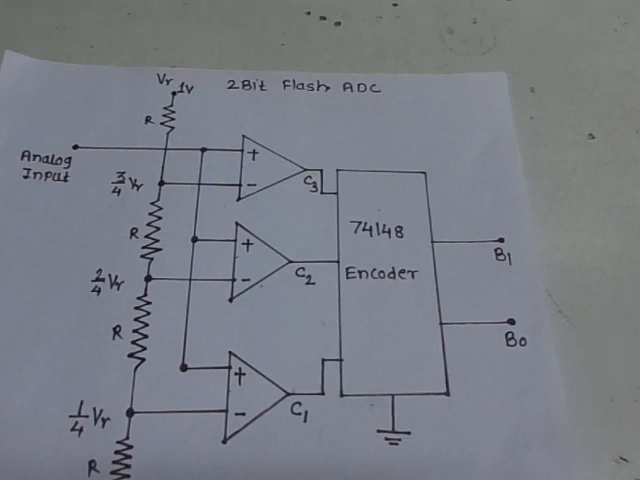 2Bit Flash ADC
Vr 1V
R
Analog
Input
+
-
3/4 Vr
C3
R
74148
Encoder
+
-
B1
2/4 Vr
C2
R
B0
+
-
1/4 Vr
C1
R